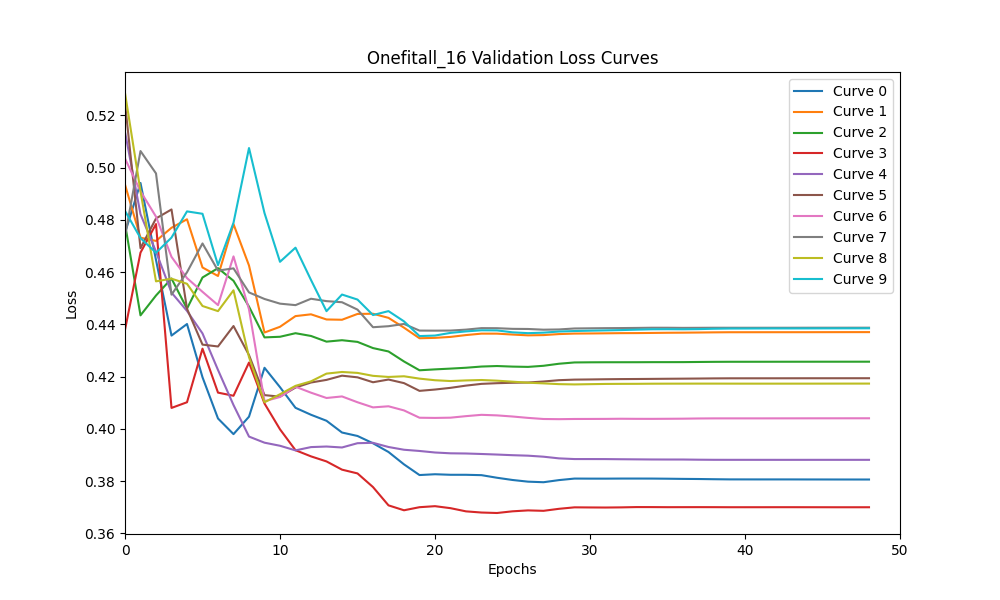 Onefitall_16 Validation Loss Curves
Loss
0.52
0.50
0.48
0.46
0.44
0.42
0.40
0.38
0.36
0
10
20
30
40
50
Epochs
Curve 0
Curve 1
Curve 2
Curve 3
Curve 4
Curve 5
Curve 6
Curve 7
Curve 8
Curve 9